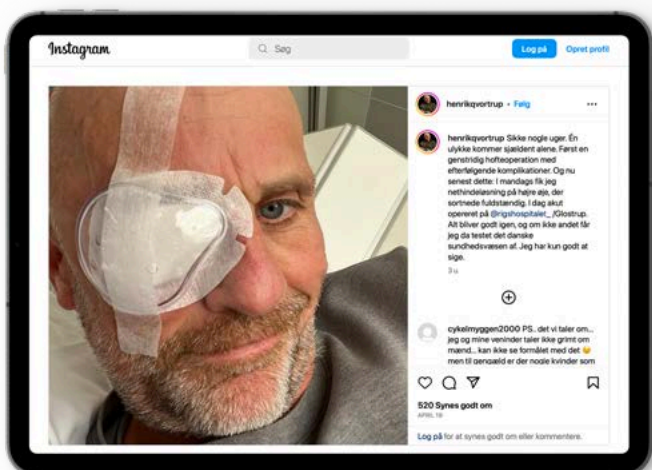 Instagram
Søg
Log på
Opret profil
henrikqvortrup • Følg
henrikqvortrup Sikke nogle uger. Én
ulykke kommer sjældent alene. Først en
genstridig hofteoperation med
efterfølgende komplikationer. Og nu
senest dette: I mandags fik jeg
nethindeløsning på højre øje, der
sortnede fuldstændig. I dag akut
opereret på @rigshospitalet_ /Glostrup.
Alt bliver godt igen, og om ikke andet får
jeg da testet det danske
sundhedsvæsen af. Jeg har kun godt at
sige.
3 u
cykelmyggen2000 PS.. det vi taler om...
jeg og mine veninder taler ikke grimt om
mænd... kan ikke se formålet med det 😉
men til gengæld er der nogle kvinder som
520 Synes godt om
APRIL 19
Log på for at synes godt om eller kommentere.